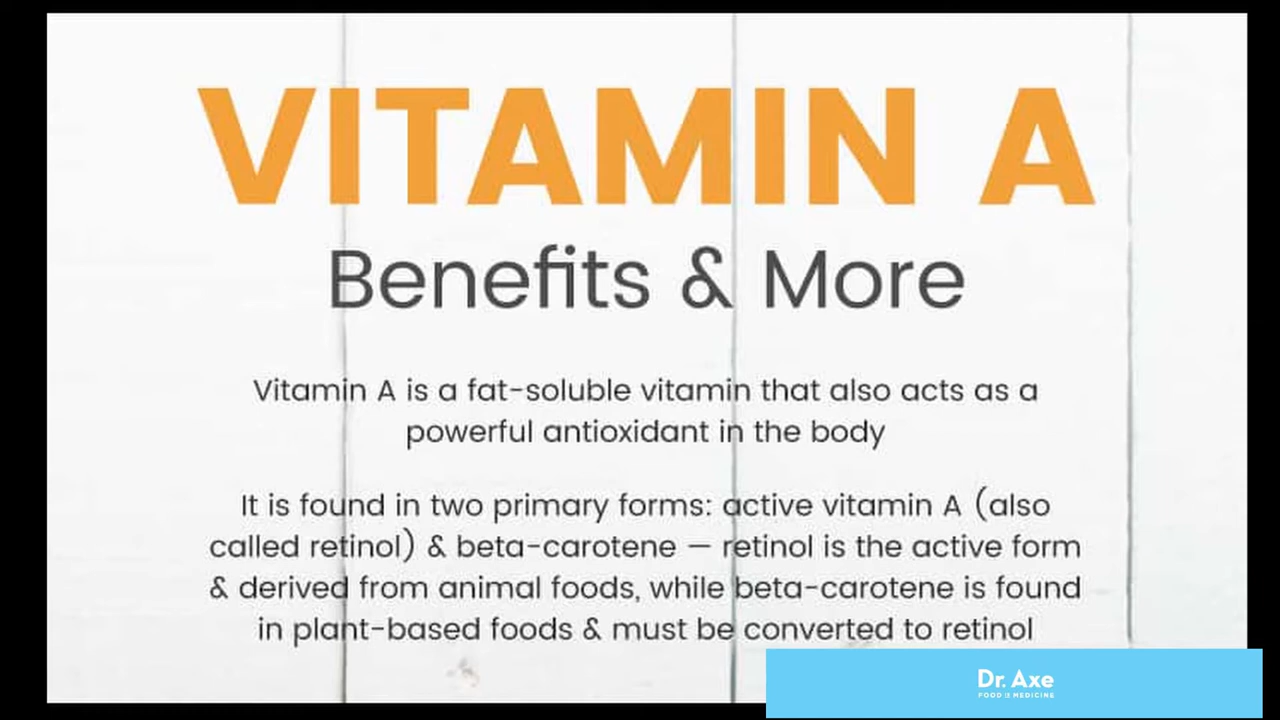 VITAMIN A
Benefits & More
Vitamin A is a fat-soluble vitamin that also acts as a
powerful antioxidant in the body
It is found in two primary forms: active vitamin A (also
called retinol) & beta-carotene — retinol is the active form
& derived from animal foods, while beta-carotene is found
in plant-based foods & must be converted to retinol
Dr. Axe
FOOD IS MEDICINE